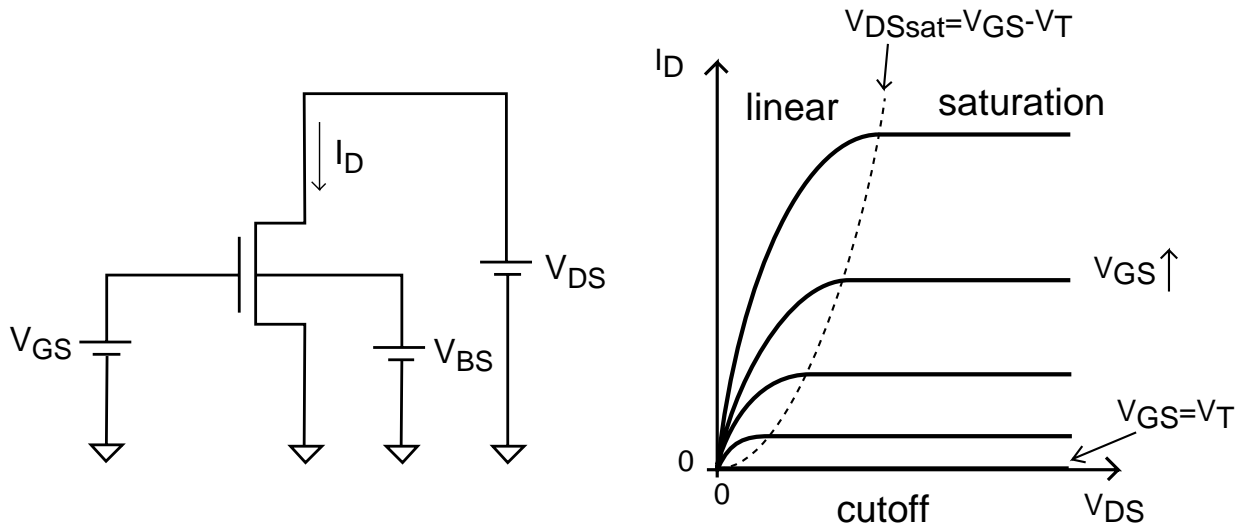 I_D
V_GS
V_BS
V_DS
V_DSsat=V_GS-V_T
I_D
linear
saturation
V_GS↑
V_GS=V_T
0
0
cutoff
V_DS